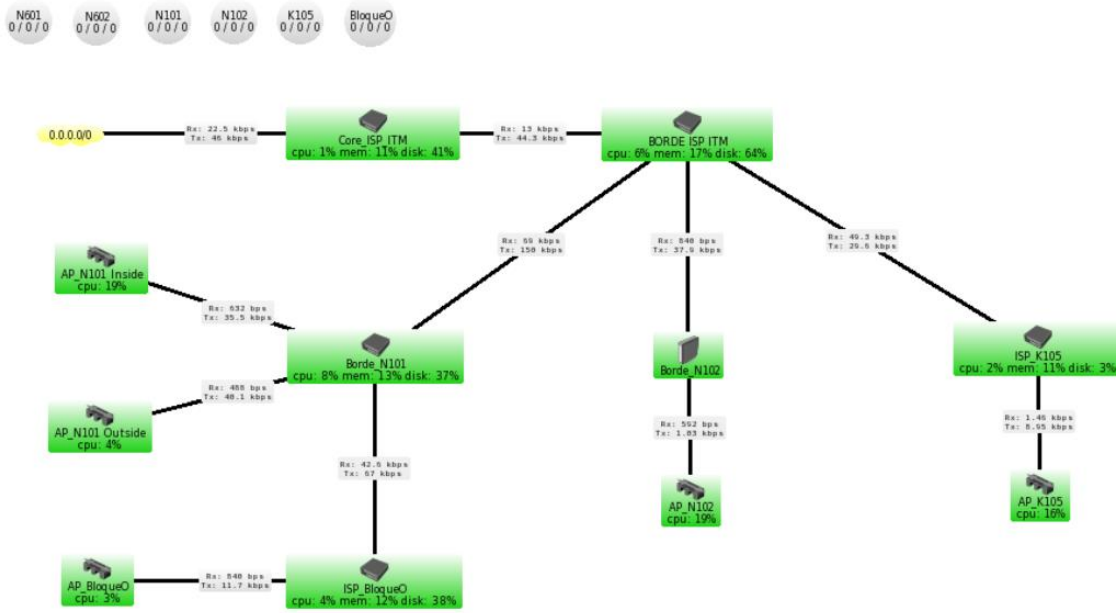 N601
0 / 0 / 0
N602
0 / 0 / 0
N101
0 / 0 / 0
N102
0 / 0 / 0
K105
0 / 0 / 0
BloqueO
0 / 0 / 0
0.0.0.0/0
Rx: 22.5 kbps
Tx: 46 kbps
Core_ISP_ITM
cpu: 1% mem: 11% disk: 41%
Rx: 13 kbps
Tx: 44.3 kbps
BORDE ISP ITM
cpu: 6% mem: 17% disk: 64%
Rx: 69 kbps
Tx: 150 kbps
Rx: 840 bps
Tx: 37.9 kbps
Rx: 49.3 kbps
Tx: 29.6 kbps
AP_N101 Inside
cpu: 19%
Rx: 632 bps
Tx: 35.5 kbps
Borde_N101
cpu: 8% mem: 13% disk: 37%
Borde_N102
ISP_K105
cpu: 2% mem: 11% disk: 3%
Rx: 488 bps
Tx: 40.1 kbps
AP_N101 Outside
cpu: 4%
Rx: 592 bps
Tx: 1.03 kbps
Rx: 1.46 kbps
Tx: 8.95 kbps
Rx: 42.6 kbps
Tx: 67 kbps
AP_N102
cpu: 19%
AP_K105
cpu: 16%
AP_BloqueO
cpu: 3%
Rx: 840 bps
Tx: 11.7 kbps
ISP_BloqueO
cpu: 4% mem: 12% disk: 38%